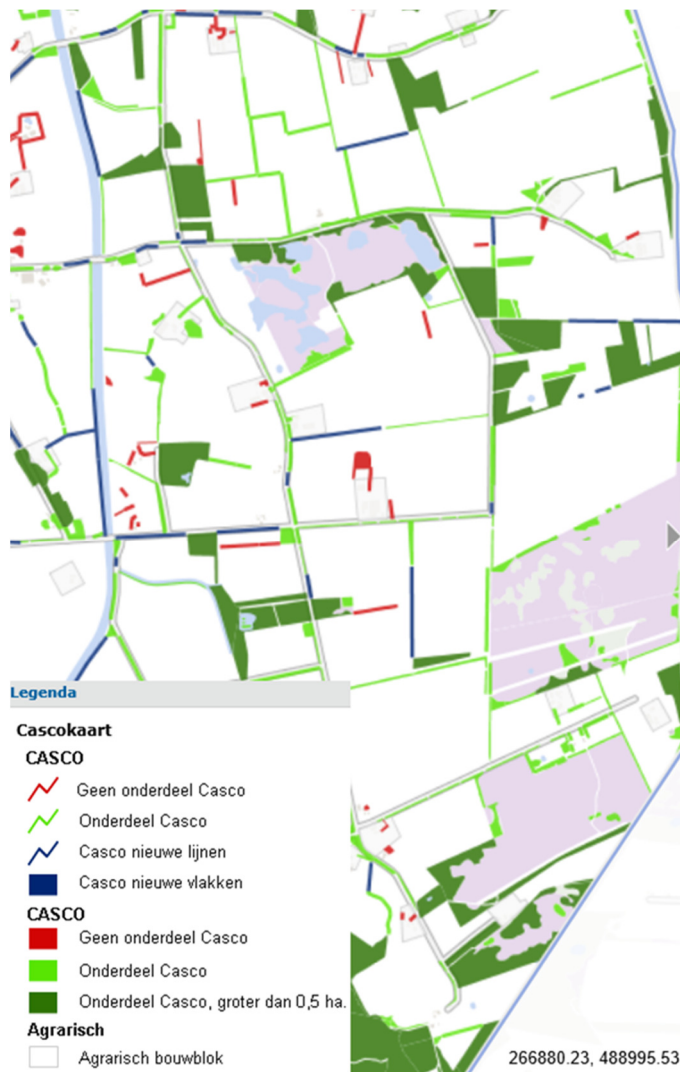 Legenda
Cascokaart
CASCO
Geen onderdeel Casco
Onderdeel Casco
Casco nieuwe lijnen
Casco nieuwe vlakken
CASCO
Geen onderdeel Casco
Onderdeel Casco
Onderdeel Casco, groter dan 0,5 ha.
Agrarisch
Agrarisch bouwblok
266880.23, 488995.53